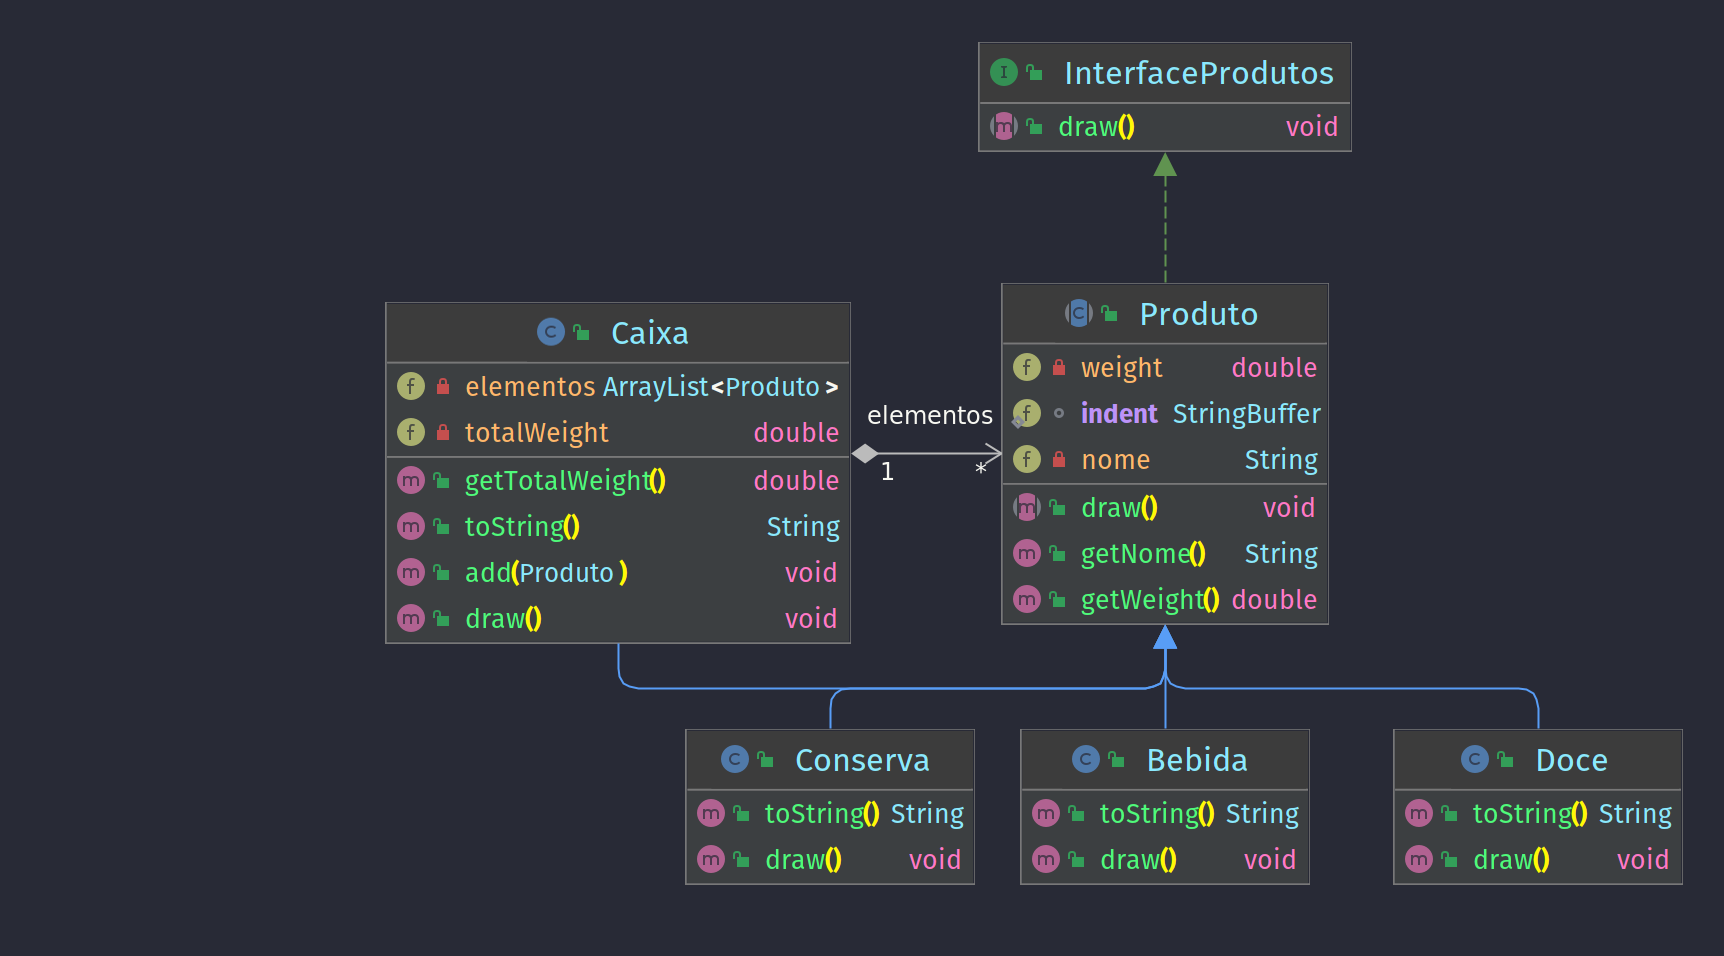 InterfaceProdutos
draw() void
Caixa
elementos ArrayList<Produto >
totalWeight double
getTotalWeight() double
toString() String
add(Produto ) void
draw() void
elementos
1 *
Produto
weight double
indent StringBuffer
nome String
draw() void
getNome() String
getWeight() double
Conserva
toString() String
draw() void
Bebida
toString() String
draw() void
Doce
toString() String
draw() void